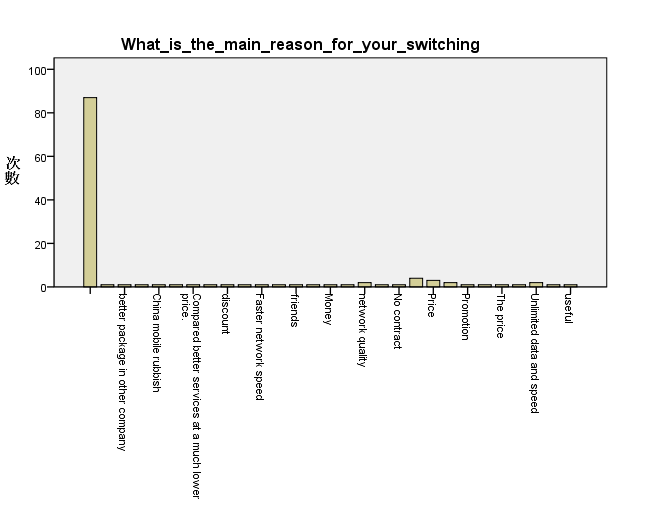 What_is_the_main_reason_for_your_switching
100
80
60
40
20
0
次數
better package in other company
China mobile rubbish
Compared better services at a much lower
price.
discount
Faster network speed
friends
Money
network quality
No contract
Price
Promotion
The price
Unlimited data and speed
useful